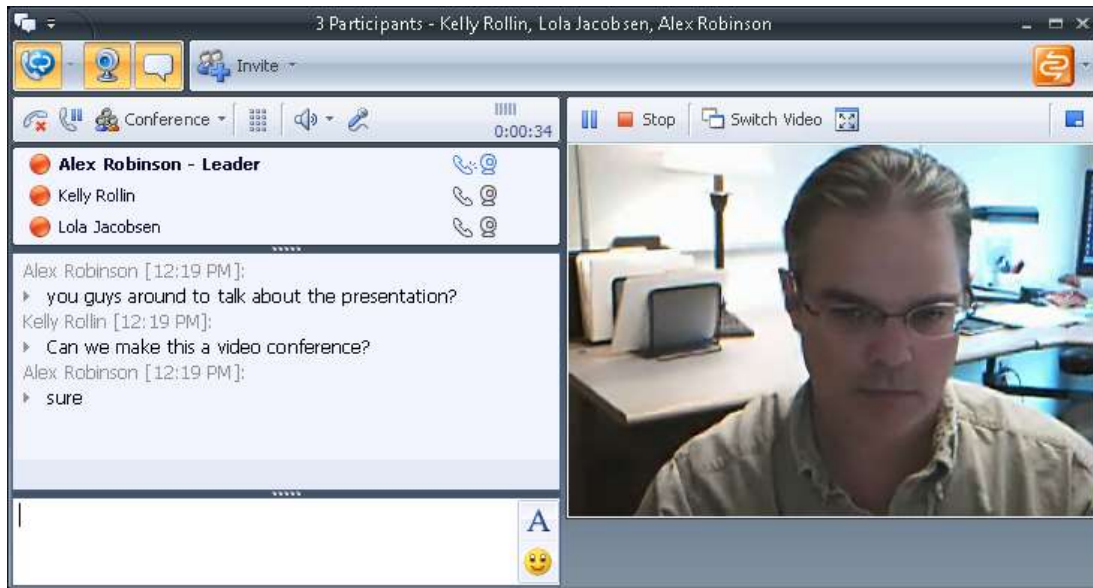 3 Participants - Kelly Rollin, Lola Jacobsen, Alex Robinson
Invite
Conference
0:00:34
Stop
Switch Video
Alex Robinson - Leader
Kelly Rollin
Lola Jacobsen
Alex Robinson [12:19 PM]:
you guys around to talk about the presentation?
Kelly Rollin [12:19 PM]:
Can we make this a video conference?
Alex Robinson [12:19 PM]:
sure
A